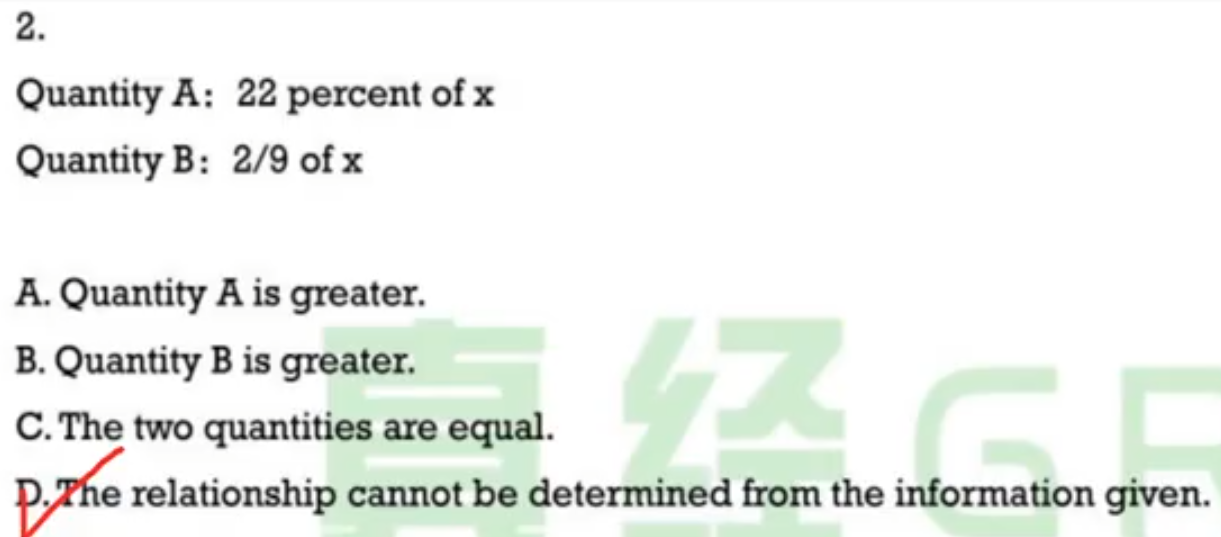 2.
Quantity A: 22 percent of x
Quantity B: 2/9 of x
A. Quantity A is greater.
B. Quantity B is greater.
C. The two quantities are equal.
D. The relationship cannot be determined from the information given.
真经GR